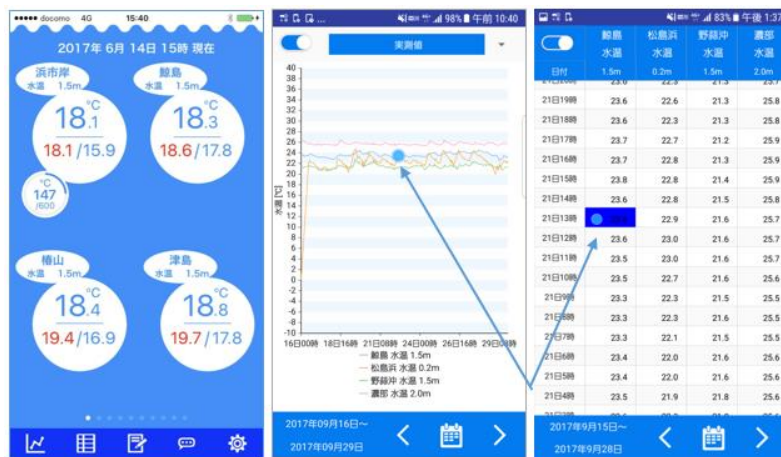 docomo 4G 15:40
2017年 6月 14日 15時 現在
浜市岸
水温 1.5m
18.1℃
18.1/15.9
鯨島
水温 1.5m
18.3℃
18.6/17.8
℃
147
/600
椿山
水温 1.5m
18.4℃
19.4/16.9
津島
水温 1.5m
18.8℃
19.7/17.8
98% 午前 10:40
実測値
40
38
36
34
32
30
28
26
24
22
20
18
16
14
12
10
8
6
4
2
0
-2
-4
-6
-8
-10
水温 [℃]
16日00時 18日16時 21日08時 24日00時 26日16時 29日0時
鯨島 水温 1.5m
松島浜 水温 0.2m
野蒜沖 水温 1.5m
濃部 水温 2.0m
2017年09月16日～
2017年09月29日
83% 午後 1:37
鯨島 松島浜 野蒜沖 濃部
水温 水温 水温 水温
日付 1.5m 0.2m 1.5m 2.0m
21日19時 23.6 22.6 21.3 25.8
21日18時 23.6 22.3 21.3 25.8
21日17時 23.7 22.7 21.2 25.9
21日16時 23.7 22.8 21.3 25.9
21日15時 23.8 22.8 21.4 25.9
21日14時 23.6 22.8 21.5 25.8
21日13時 22.9 21.6 25.7
21日12時 23.6 23.0 21.6 25.7
21日11時 23.5 23.0 21.6 25.7
21日10時 23.5 22.7 21.6 25.6
21日9時 23.3 22.3 21.5 25.5
21日8時 23.3 22.3 21.6 25.5
21日7時 23.3 22.1 21.5 25.5
21日6時 23.4 22.0 21.6 25.6
21日5時 23.4 22.0 21.6 25.6
21日4時 23.5 21.9 21.8 25.6
2017年9月15日～
2017年9月28日